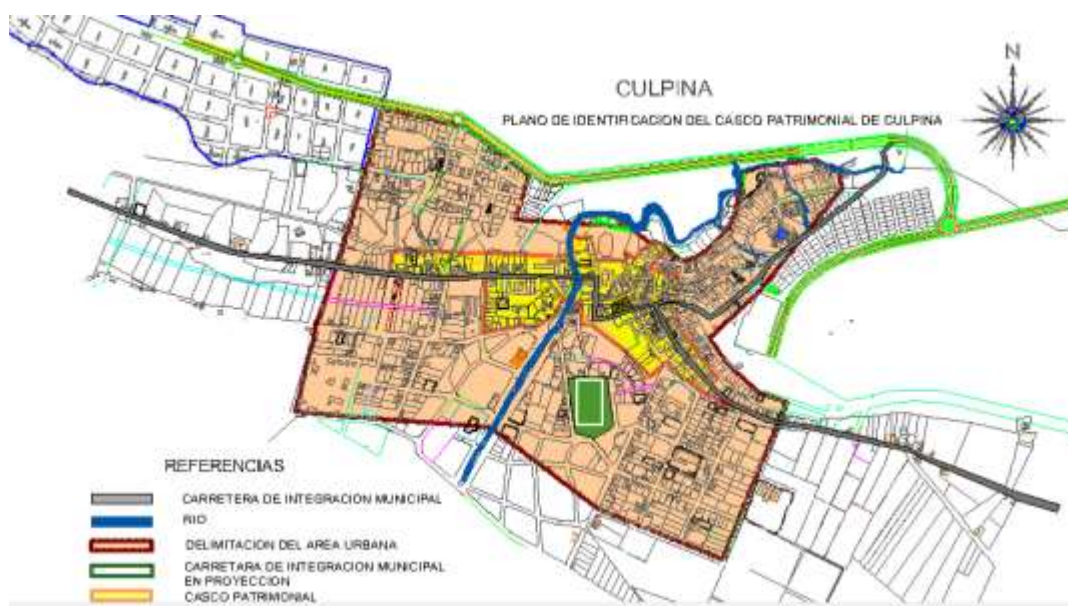 N
CULPINA
PLANO DE IDENTIFICACION DEL CASCO PATRIMONIAL DE CULPINA
REFERENCIAS
CARRETERA DE INTEGRACION MUNICIPAL
RIO
DELIMITACION DEL AREA URBANA
CARRETARA DE INTEGRACION MUNICIPAL
EN PROYECCION
CASCO PATRIMONIAL